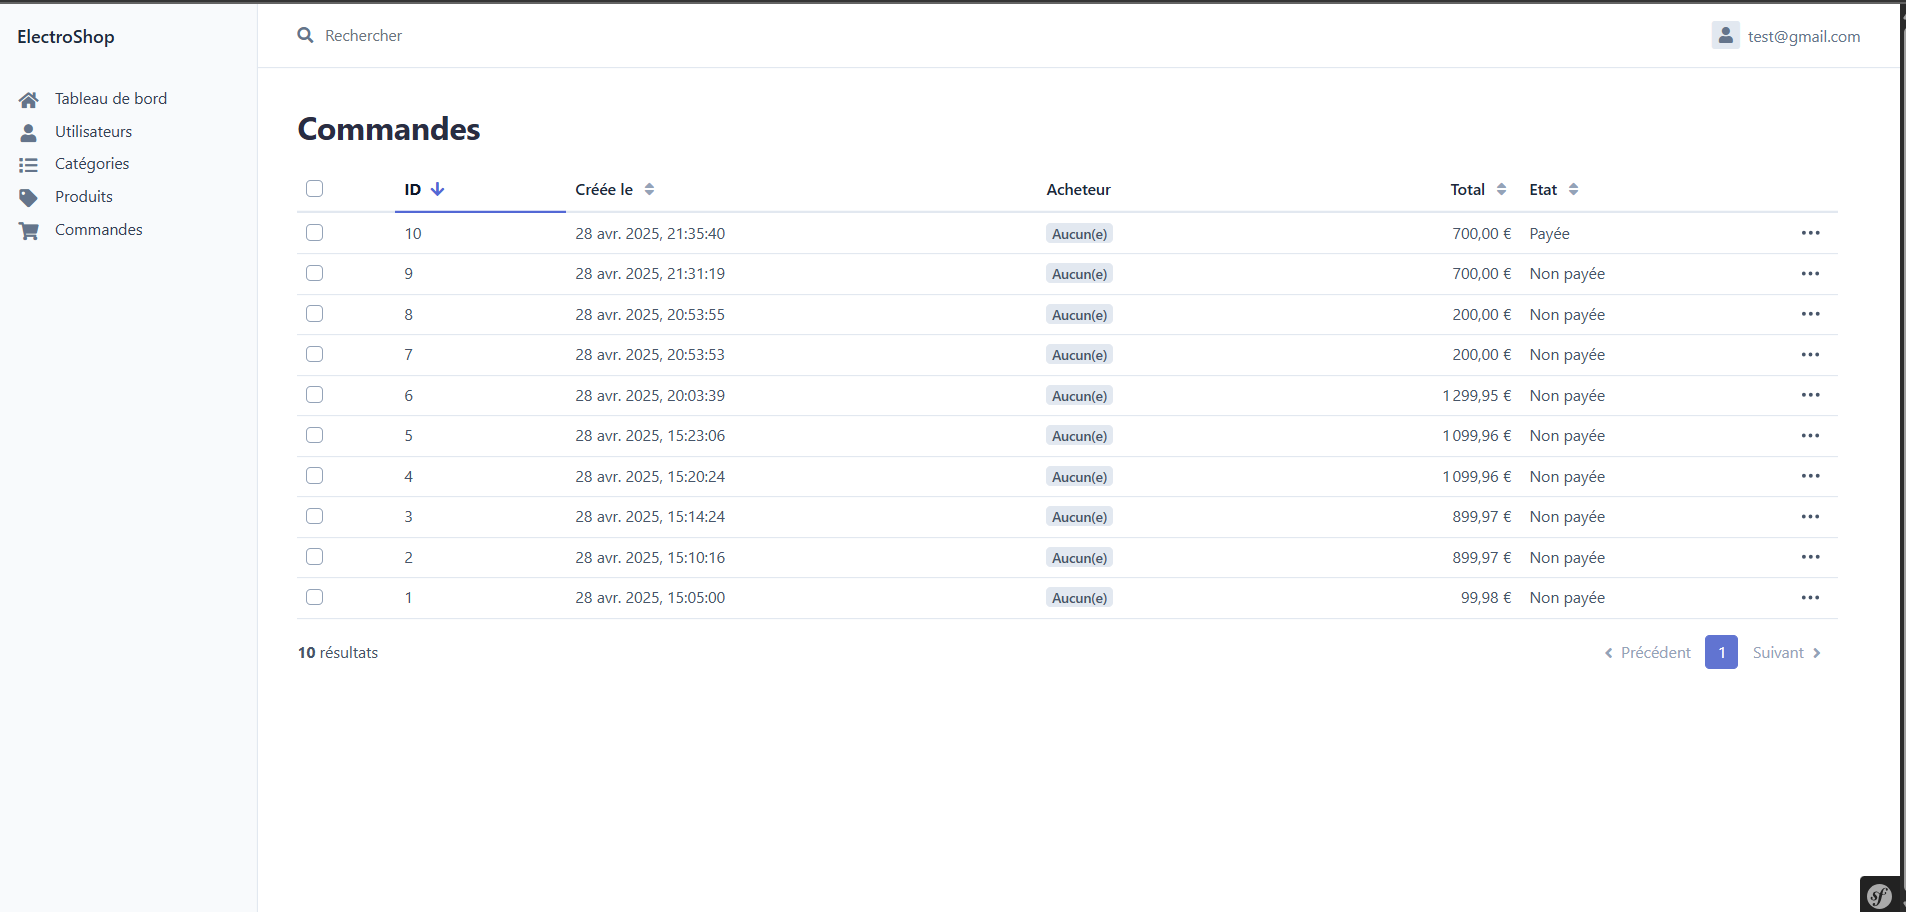 ElectroShop
Rechercher
test@gmail.com
Tableau de bord
Utilisateurs
Catégories
Produits
Commandes
Commandes
ID Créée le Acheteur Total Etat
10 28 avr. 2025, 21:35:40 Aucun(e) 700,00 € Payée
9 28 avr. 2025, 21:31:19 Aucun(e) 700,00 € Non payée
8 28 avr. 2025, 20:53:55 Aucun(e) 200,00 € Non payée
7 28 avr. 2025, 20:53:53 Aucun(e) 200,00 € Non payée
6 28 avr. 2025, 20:03:39 Aucun(e) 1 299,95 € Non payée
5 28 avr. 2025, 15:23:06 Aucun(e) 1 099,96 € Non payée
4 28 avr. 2025, 15:20:24 Aucun(e) 1 099,96 € Non payée
3 28 avr. 2025, 15:14:24 Aucun(e) 899,97 € Non payée
2 28 avr. 2025, 15:10:16 Aucun(e) 899,97 € Non payée
1 28 avr. 2025, 15:05:00 Aucun(e) 99,98 € Non payée
10 résultats
Précédent 1 Suivant
sf